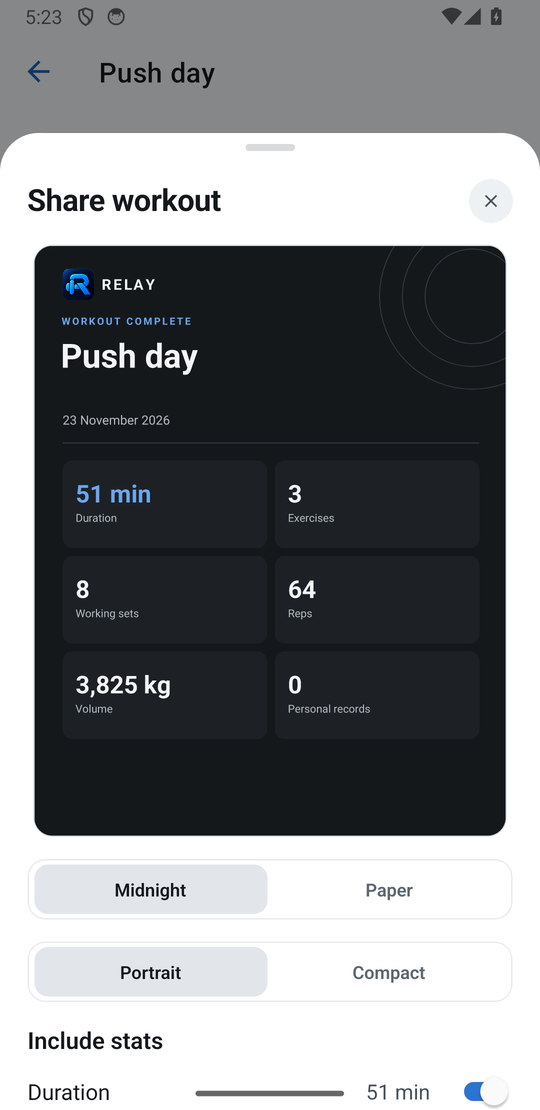 5:23
Push day
Share workout
RELAY
WORKOUT COMPLETE
Push day
23 November 2026
51 min
Duration
3
Exercises
8
Working sets
64
Reps
3,825 kg
Volume
0
Personal records
Midnight
Paper
Portrait
Compact
Include stats
Duration 51 min